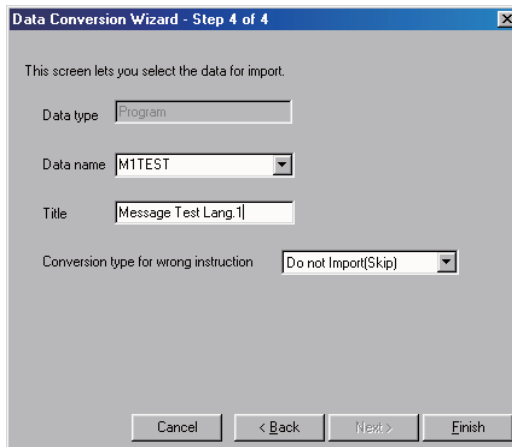 Data Conversion Wizard - Step 4 of 4
This screen lets you select the data for import.
Data type Program
Data name M1TEST
Title Message Test Lang.1
Conversion type for wrong instruction Do not Import(Skip)
Cancel < Back Next > Finish